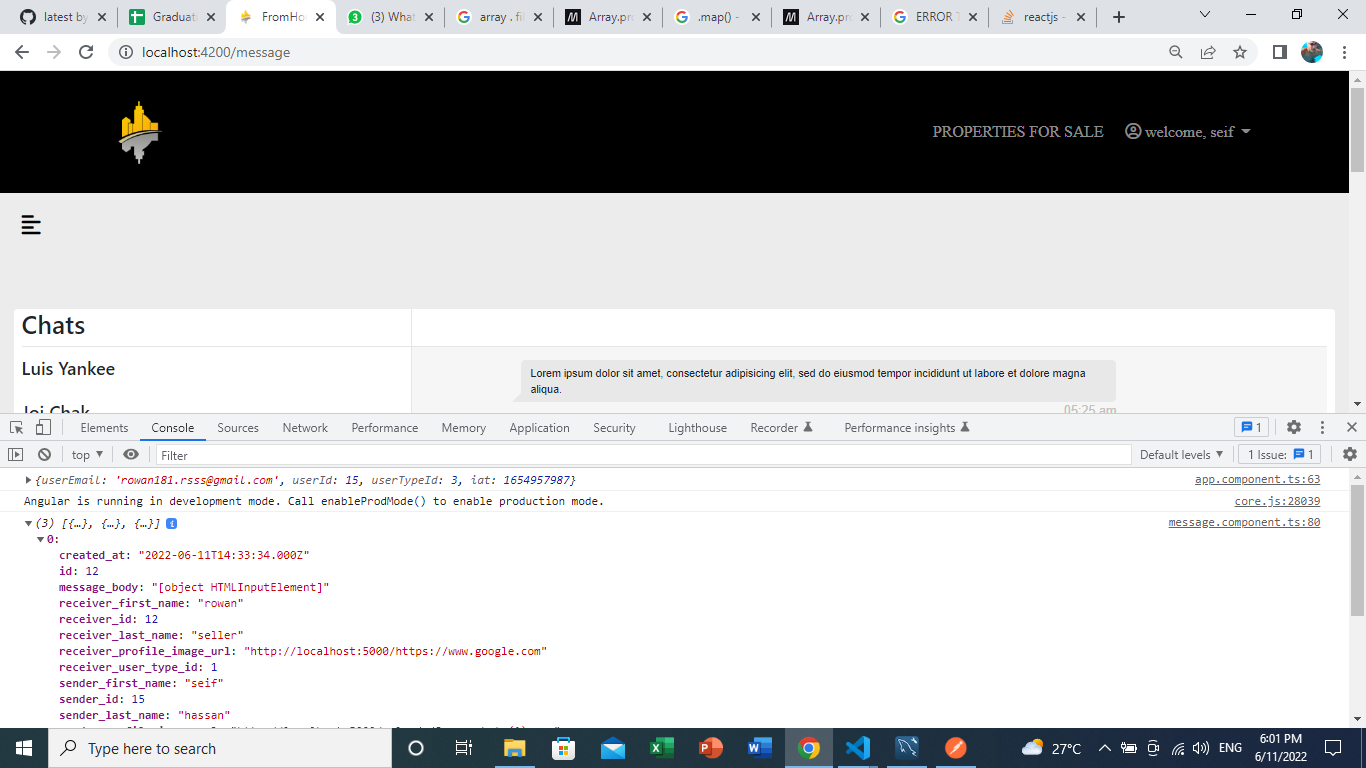 latest by
Graduati
FromHo
(3) What
array . fil
Array.pro
.map() -
Array.pro
ERROR T
reactjs -
localhost:4200/message
PROPERTIES FOR SALE
welcome, seif
Chats
Luis Yankee
Lorem ipsum dolor sit amet, consectetur adipisicing elit, sed do eiusmod tempor incididunt ut labore et dolore magna
aliqua.
05:25 am
Joi Chak
Elements Console Sources Network Performance Memory Application Security Lighthouse Recorder Performance insights 1
top Filter Default levels 1 Issue: 1
{userEmail: 'rowan181.rsss@gmail.com', userId: 15, userTypeId: 3, iat: 1654957987} app.component.ts:63
Angular is running in development mode. Call enableProdMode() to enable production mode. core.js:28039
(3) [{…}, {…}, {…}] message.component.ts:80
0:
created_at: "2022-06-11T14:33:34.000Z"
id: 12
message_body: "[object HTMLInputElement]"
receiver_first_name: "rowan"
receiver_id: 12
receiver_last_name: "seller"
receiver_profile_image_url: "http://localhost:5000/https://www.google.com"
receiver_user_type_id: 1
sender_first_name: "seif"
sender_id: 15
sender_last_name: "hassan"
Type here to search
27°C
ENG
6:01 PM
6/11/2022